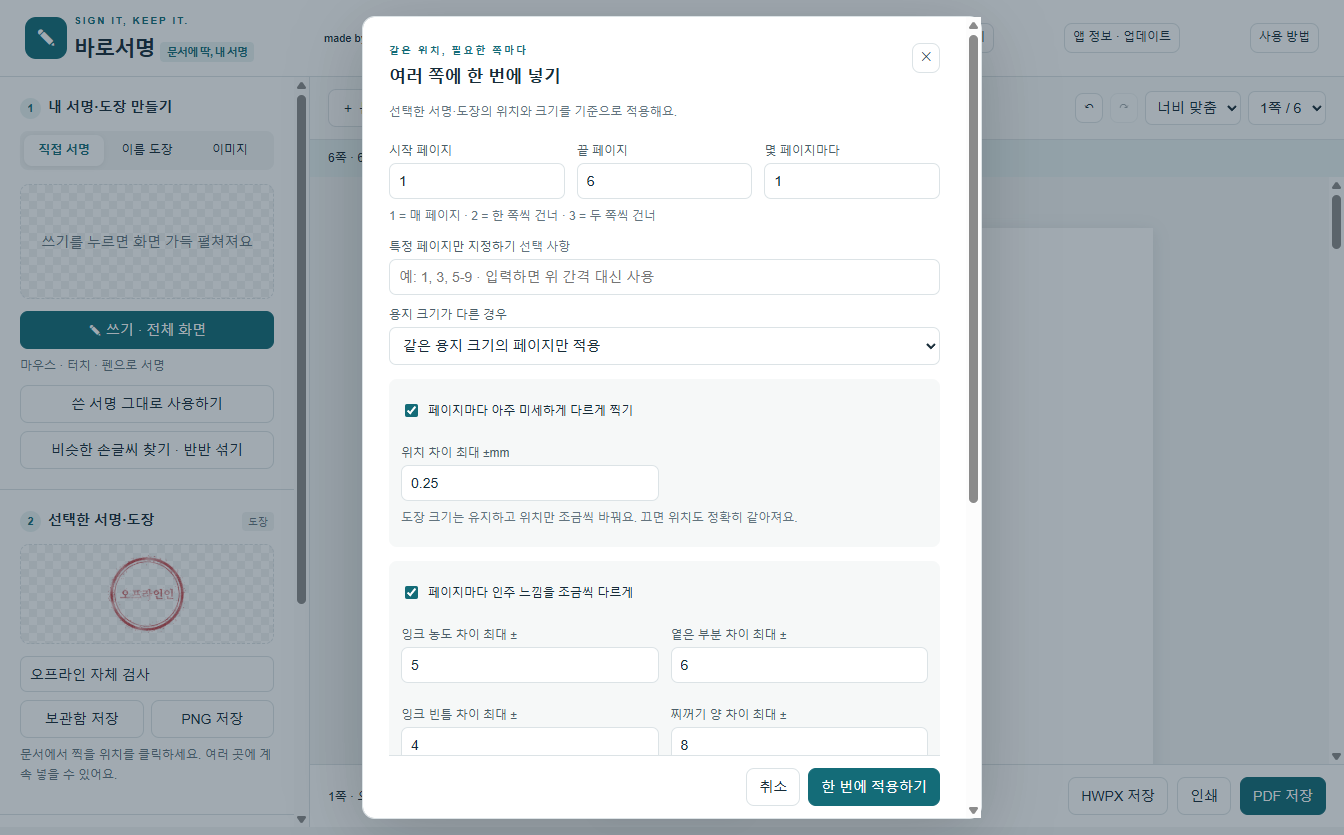 SIGN IT, KEEP IT.
바로서명 문서에 딱, 내 서명
made by
앱 정보 · 업데이트
사용 방법
1 내 서명·도장 만들기
직접 서명 이름 도장 이미지
쓰기를 누르면 화면 가득 펼쳐져요
쓰기 · 전체 화면
마우스 · 터치 · 펜으로 서명
쓴 서명 그대로 사용하기
비슷한 손글씨 찾기 · 반반 섞기
2 선택한 서명·도장 도장
오프라인인
오프라인 자체 검사
보관함 저장 PNG 저장
문서에서 찍을 위치를 클릭하세요. 여러 곳에 계
속 넣을 수 있어요.
+
너비 맞춤 1쪽 / 6
6쪽 · 6
같은 위치, 필요한 쪽마다
여러 쪽에 한 번에 넣기
선택한 서명·도장의 위치와 크기를 기준으로 적용해요.
시작 페이지 끝 페이지 몇 페이지마다
1 6 1
1 = 매 페이지 · 2 = 한 쪽씩 건너 · 3 = 두 쪽씩 건너
특정 페이지만 지정하기 선택 사항
예: 1, 3, 5-9 · 입력하면 위 간격 대신 사용
용지 크기가 다른 경우
같은 용지 크기의 페이지만 적용
페이지마다 아주 미세하게 다르게 찍기
위치 차이 최대 ±mm
0.25
도장 크기는 유지하고 위치만 조금씩 바꿔요. 끄면 위치도 정확히 같아져요.
페이지마다 인주 느낌을 조금씩 다르게
잉크 농도 차이 최대 ± 옅은 부분 차이 최대 ±
5 6
잉크 빈틈 차이 최대 ± 찌꺼기 양 차이 최대 ±
4 8
취소 한 번에 적용하기
1쪽 ·
HWPX 저장 인쇄 PDF 저장